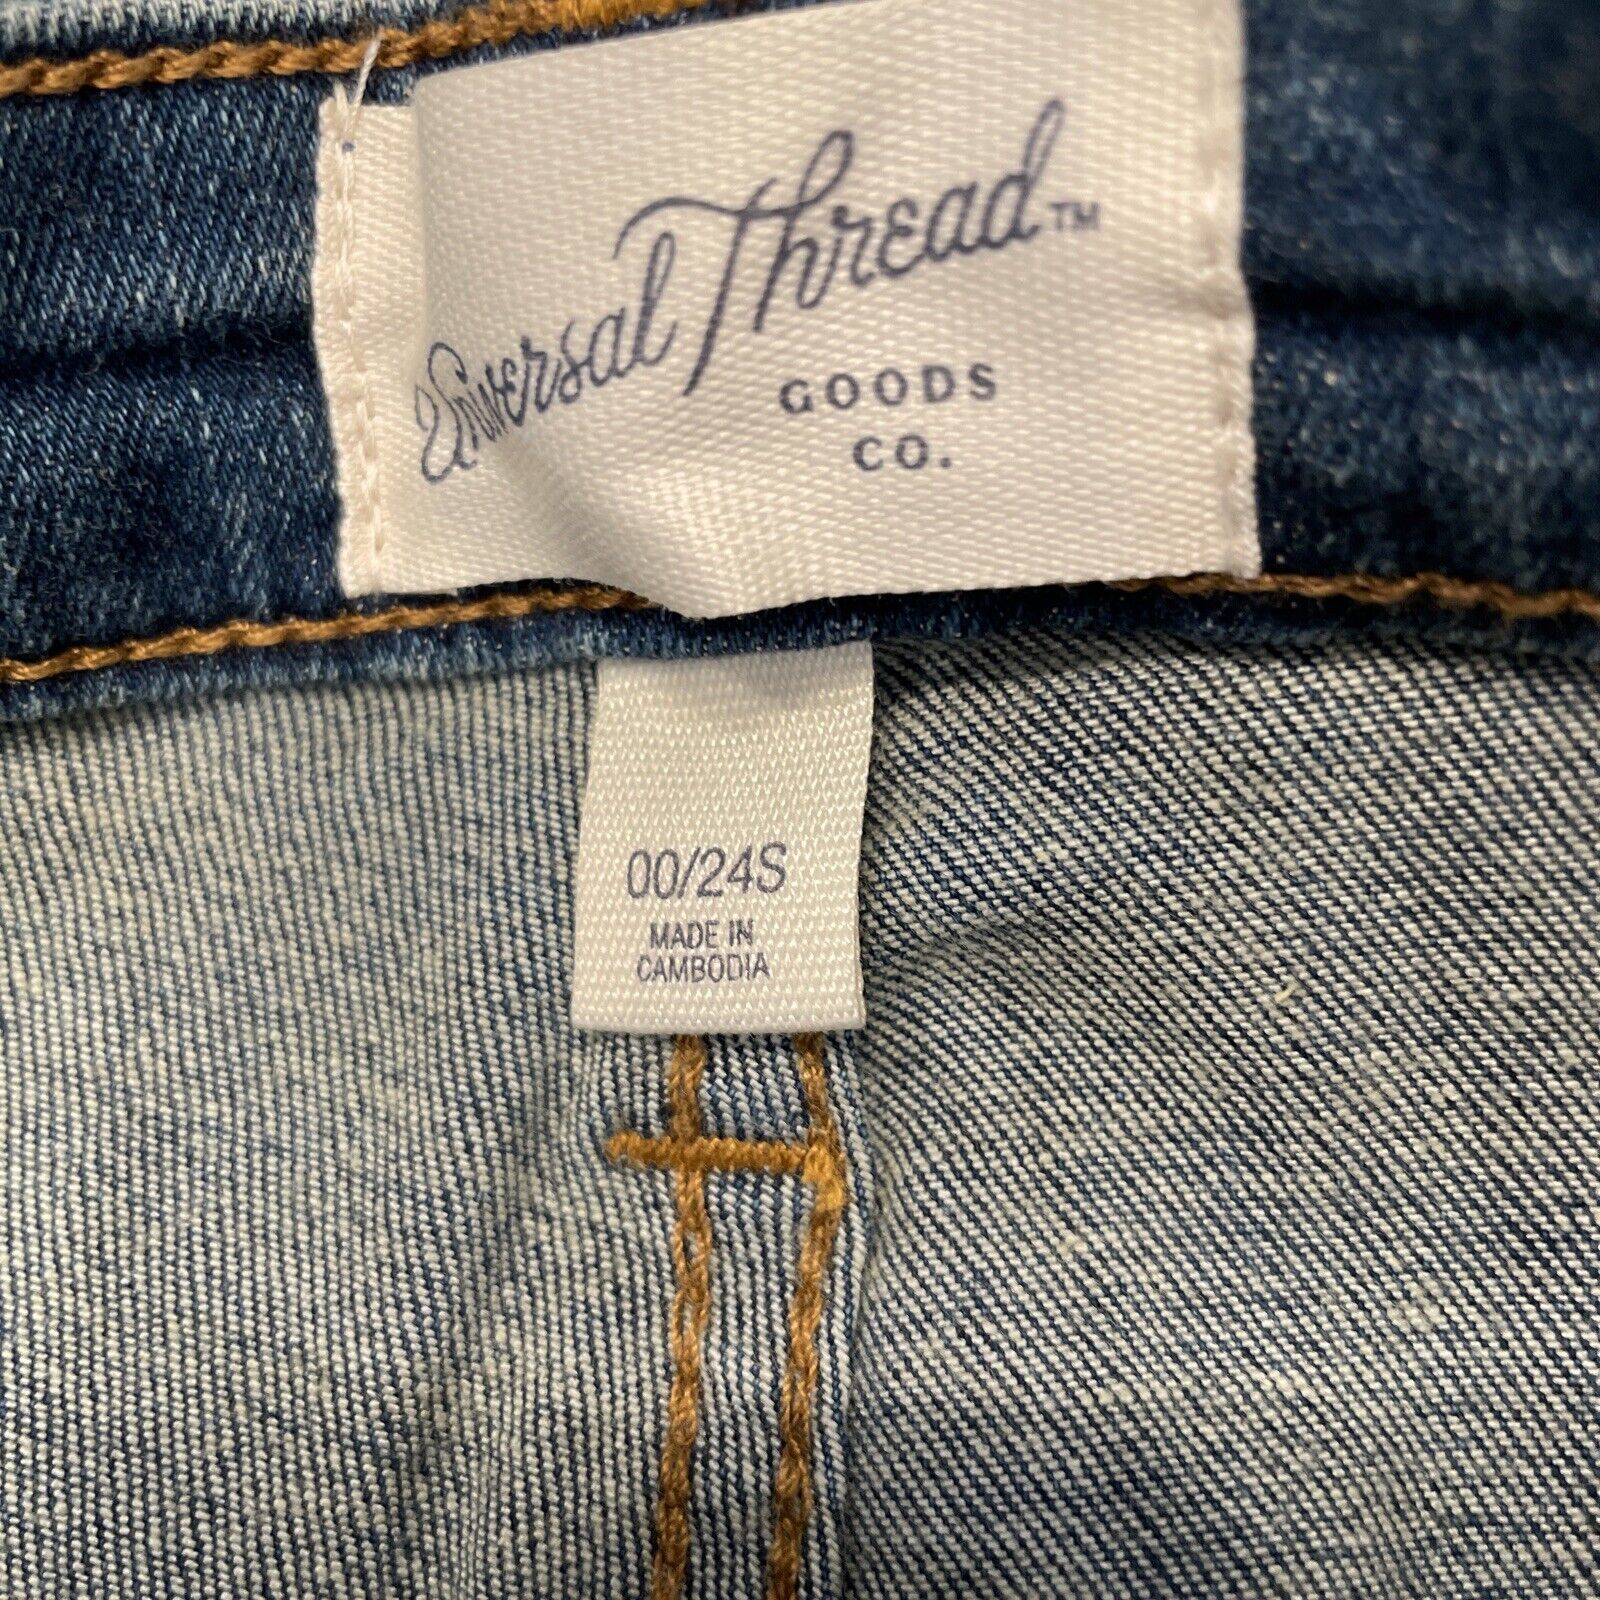 Universal Thread™
GOODS
CO.
00/24S
MADE IN
CAMBODIA